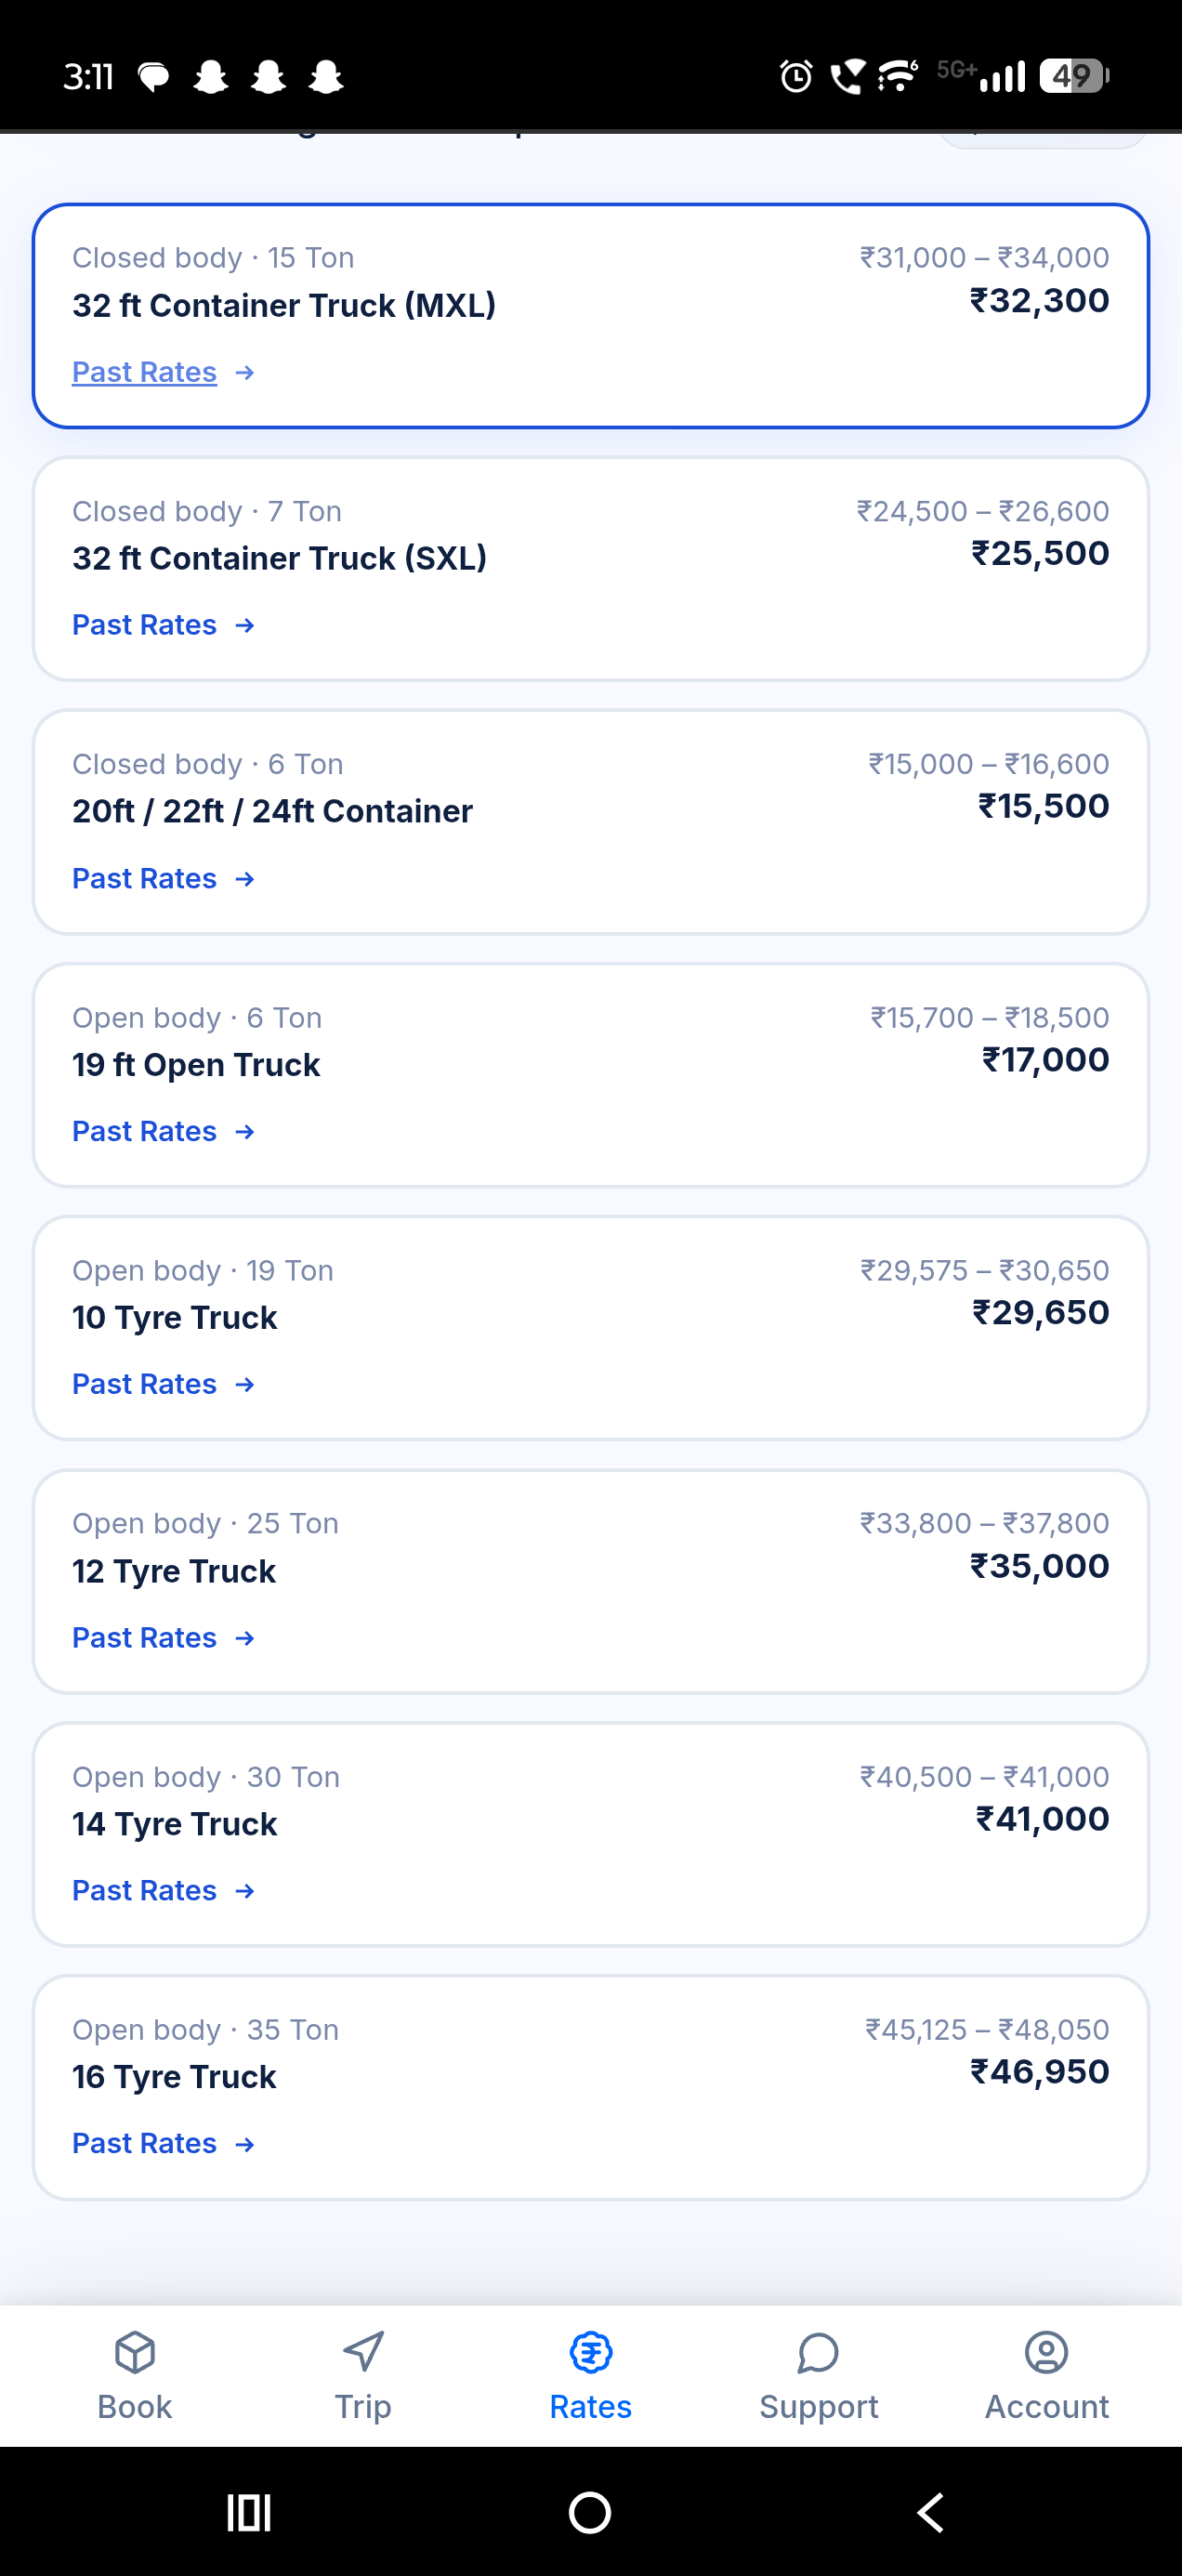 3:11
5G+ 49
Closed body · 15 Ton
₹31,000 – ₹34,000
32 ft Container Truck (MXL)
₹32,300
Past Rates →
Closed body · 7 Ton
₹24,500 – ₹26,600
32 ft Container Truck (SXL)
₹25,500
Past Rates →
Closed body · 6 Ton
₹15,000 – ₹16,600
20ft / 22ft / 24ft Container
₹15,500
Past Rates →
Open body · 6 Ton
₹15,700 – ₹18,500
19 ft Open Truck
₹17,000
Past Rates →
Open body · 19 Ton
₹29,575 – ₹30,650
10 Tyre Truck
₹29,650
Past Rates →
Open body · 25 Ton
₹33,800 – ₹37,800
12 Tyre Truck
₹35,000
Past Rates →
Open body · 30 Ton
₹40,500 – ₹41,000
14 Tyre Truck
₹41,000
Past Rates →
Open body · 35 Ton
₹45,125 – ₹48,050
16 Tyre Truck
₹46,950
Past Rates →
Book
Trip
Rates
Support
Account